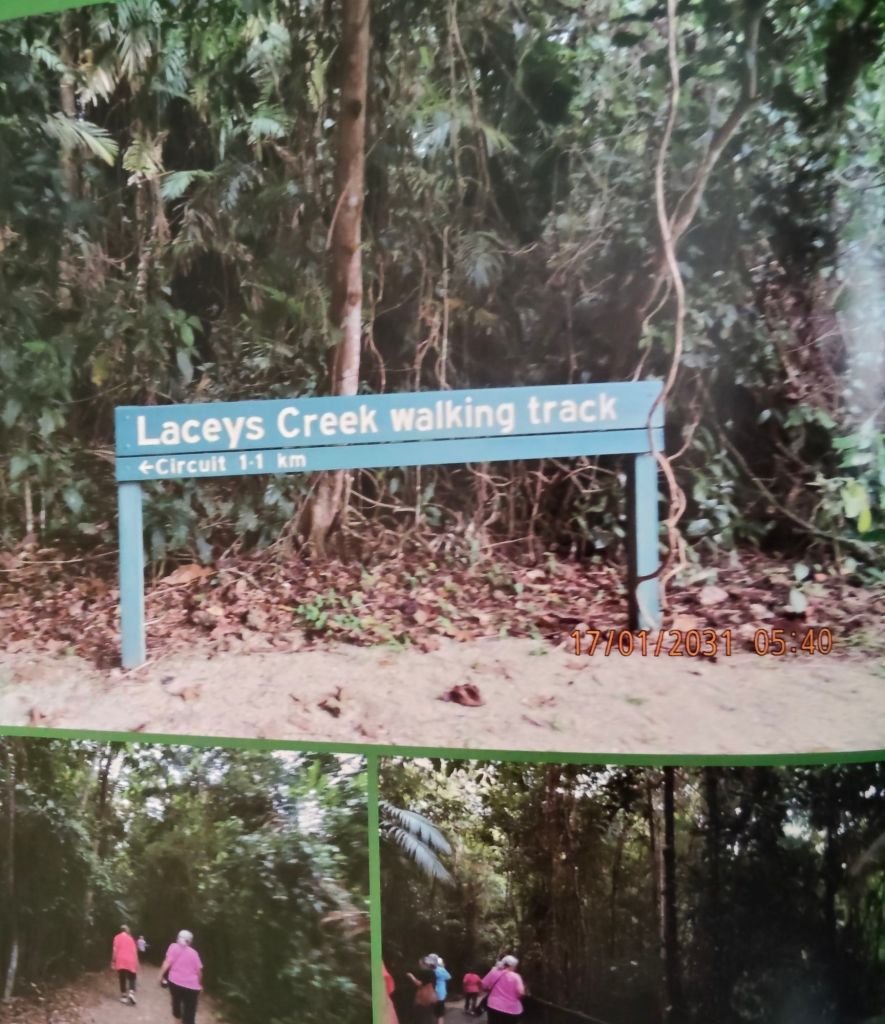 Laceys Creek walking track
←Circuit 1·1 km
17/01/2031 05:40